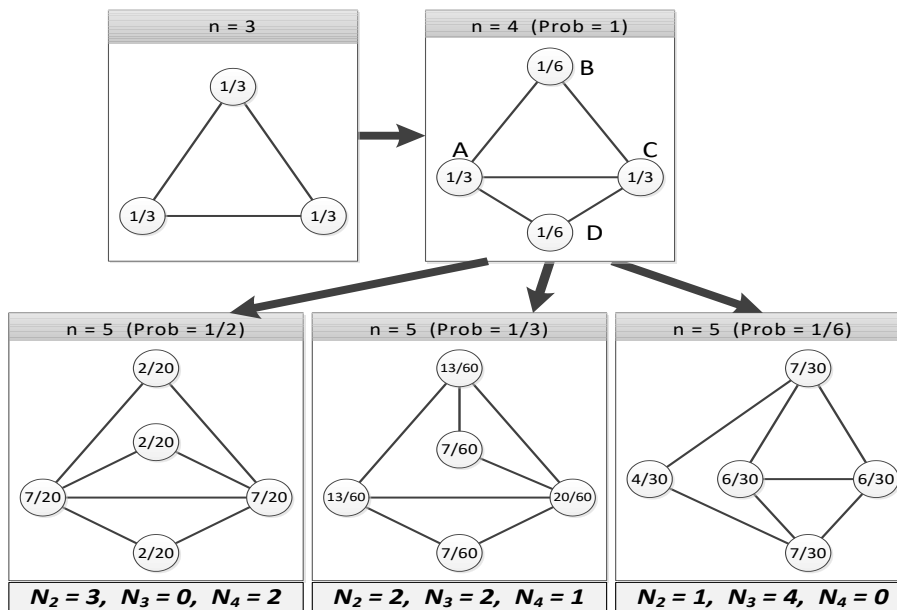 n = 3
1/3
1/3
1/3
n = 4 (Prob = 1)
1/6
B
A
C
1/3
1/3
1/6
D
n = 5 (Prob = 1/2)
2/20
2/20
7/20
7/20
2/20
N2 = 3, N3 = 0, N4 = 2
n = 5 (Prob = 1/3)
13/60
7/60
13/60
20/60
7/60
N2 = 2, N3 = 2, N4 = 1
n = 5 (Prob = 1/6)
7/30
4/30
6/30
6/30
7/30
N2 = 1, N3 = 4, N4 = 0